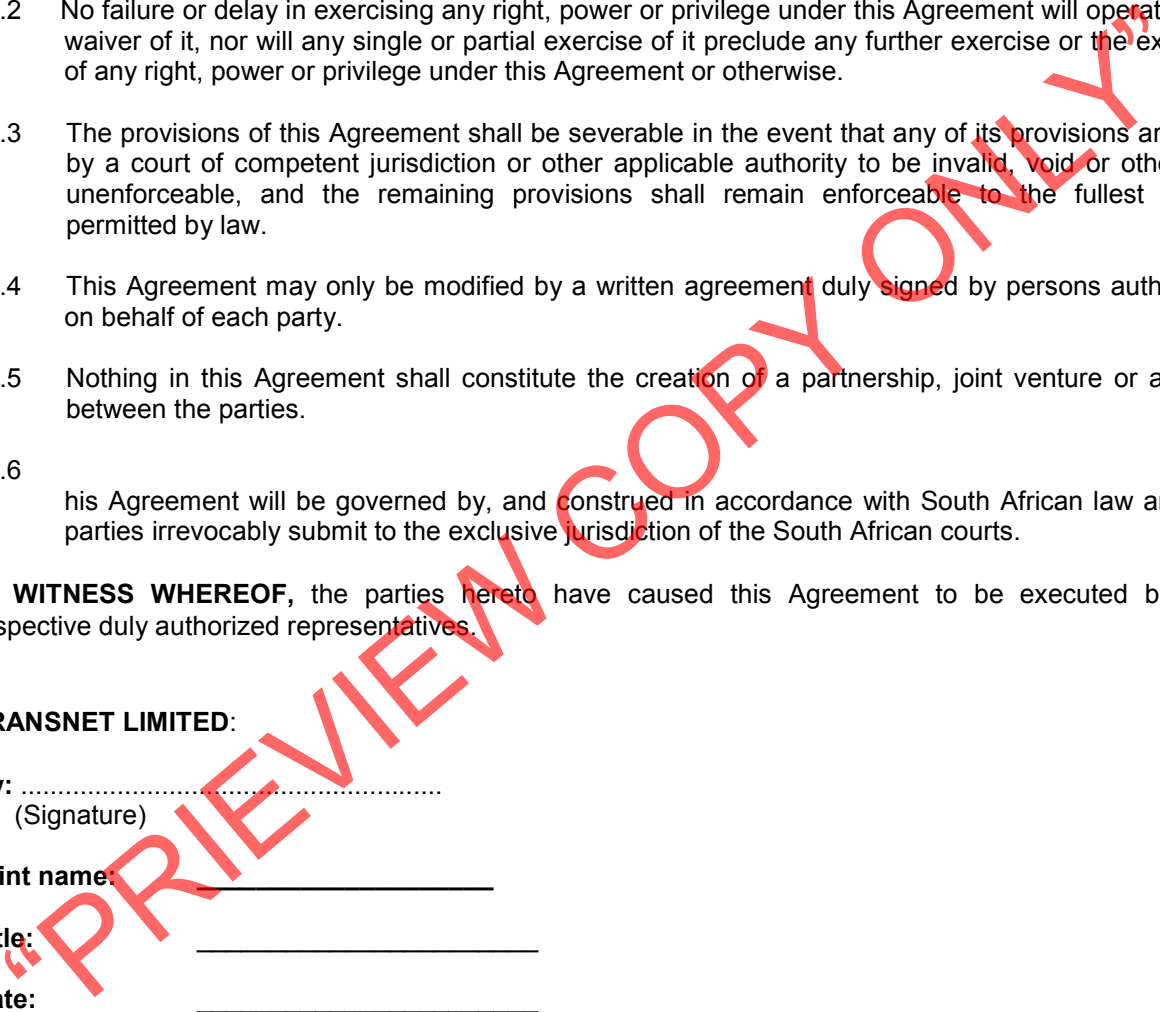 .2 No failure or delay in exercising any right, power or privilege under this Agreement will operat
waiver of it, nor will any single or partial exercise of it preclude any further exercise or the ex
of any right, power or privilege under this Agreement or otherwise.
.3 The provisions of this Agreement shall be severable in the event that any of its provisions ar
by a court of competent jurisdiction or other applicable authority to be invalid, void or oth
unenforceable, and the remaining provisions shall remain enforceable to the fullest
permitted by law.
.4 This Agreement may only be modified by a written agreement duly signed by persons auth
on behalf of each party.
.5 Nothing in this Agreement shall constitute the creation of a partnership, joint venture or a
between the parties.
.6
his Agreement will be governed by, and construed in accordance with South African law a
parties irrevocably submit to the exclusive jurisdiction of the South African courts.
WITNESS WHEREOF, the parties hereto have caused this Agreement to be executed b
spective duly authorized representatives.
RANSNET LIMITED:
y: .........................................................
(Signature)
int name: ____________________
tle: _______________________
ate: _______________________
“PRIEVIEW COPY ONLY”